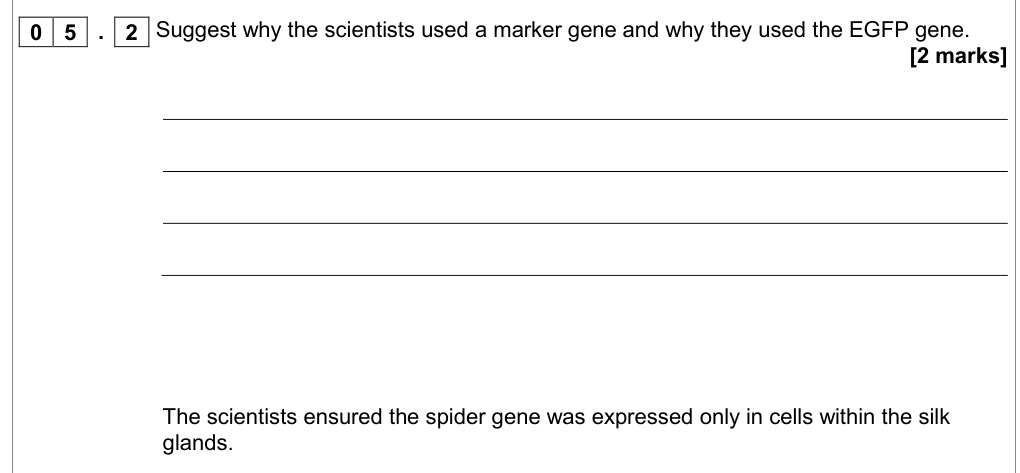 0 5 . 2 Suggest why the scientists used a marker gene and why they used the EGFP gene.
[2 marks]
The scientists ensured the spider gene was expressed only in cells within the silk
glands.